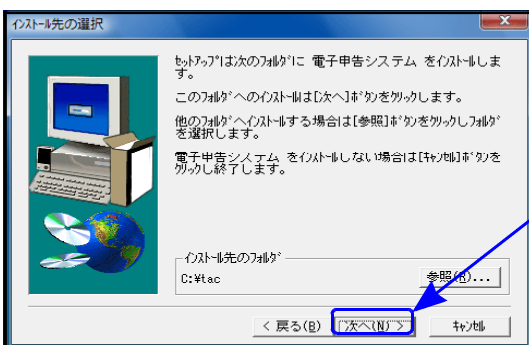 インストール先の選択
ｾｯﾄｱｯﾌﾟは次のﾌｫﾙﾀﾞに 電子申告システム をｲﾝｽﾄｰﾙしま
す。
このﾌｫﾙﾀﾞへのｲﾝｽﾄｰﾙは[次へ]ﾎﾞﾀﾝをｸﾘｯｸします。
他のﾌｫﾙﾀﾞへｲﾝｽﾄｰﾙする場合は[参照]ﾎﾞﾀﾝをｸﾘｯｸしﾌｫﾙﾀﾞ
を選択します。
電子申告システム をｲﾝｽﾄｰﾙしない場合は[ｷｬﾝｾﾙ]ﾎﾞﾀﾝを
ｸﾘｯｸし終了します。
ｲﾝｽﾄｰﾙ先のﾌｫﾙﾀﾞ
C:¥tac
参照(R)...
< 戻る(B)
次へ(N) >
ｷｬﾝｾﾙ